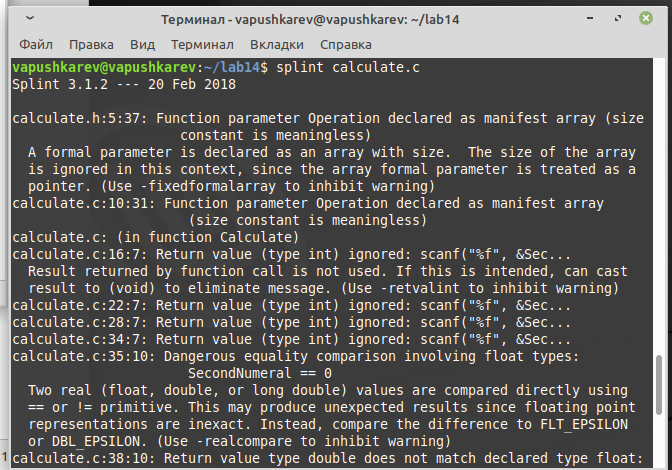 Терминал - vapushkarev@vapushkarev: ~/lab14
Файл Правка Вид Терминал Вкладки Справка
vapushkarev@vapushkarev:~/lab14$ splint calculate.c
Splint 3.1.2 --- 20 Feb 2018
calculate.h:5:37: Function parameter Operation declared as manifest array (size
constant is meaningless)
A formal parameter is declared as an array with size.  The size of the array
is ignored in this context, since the array formal parameter is treated as a
pointer. (Use -fixedformalarray to inhibit warning)
calculate.c:10:31: Function parameter Operation declared as manifest array
(size constant is meaningless)
calculate.c: (in function Calculate)
calculate.c:16:7: Return value (type int) ignored: scanf("%f", &Sec...
Result returned by function call is not used. If this is intended, can cast
result to (void) to eliminate message. (Use -retvalint to inhibit warning)
calculate.c:22:7: Return value (type int) ignored: scanf("%f", &Sec...
calculate.c:28:7: Return value (type int) ignored: scanf("%f", &Sec...
calculate.c:34:7: Return value (type int) ignored: scanf("%f", &Sec...
calculate.c:35:10: Dangerous equality comparison involving float types:
SecondNumeral == 0
Two real (float, double, or long double) values are compared directly using
== or != primitive. This may produce unexpected results since floating point
representations are inexact. Instead, compare the difference to FLT_EPSILON
or DBL_EPSILON. (Use -realcompare to inhibit warning)
calculate.c:38:10: Return value type double does not match declared type float:
1